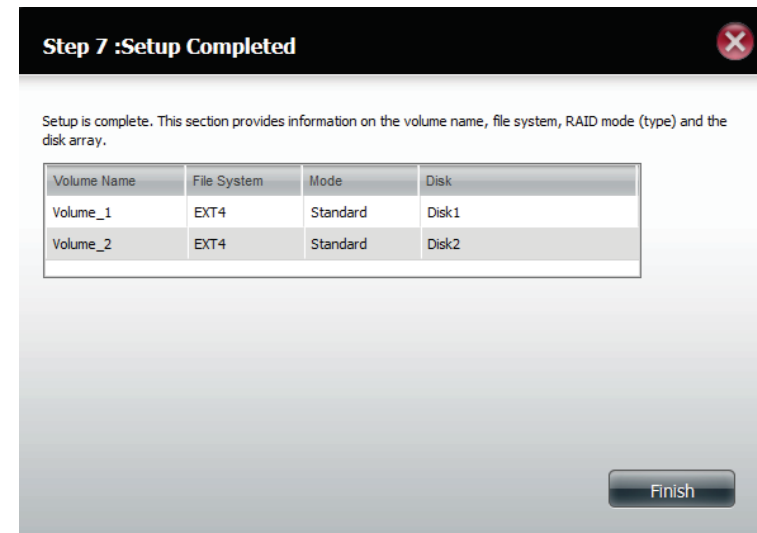 Step 7 :Setup Completed
Setup is complete. This section provides information on the volume name, file system, RAID mode (type) and the
disk array.
Volume Name File System Mode Disk
Volume_1 EXT4 Standard Disk1
Volume_2 EXT4 Standard Disk2
Finish